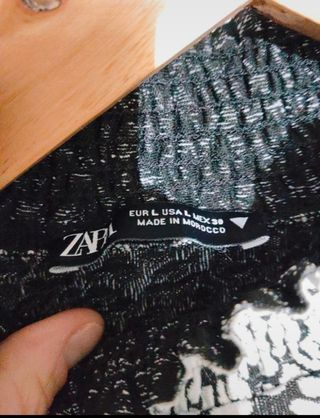 ZARA
EUR L USA L MEX 30
MADE IN MOROCCO